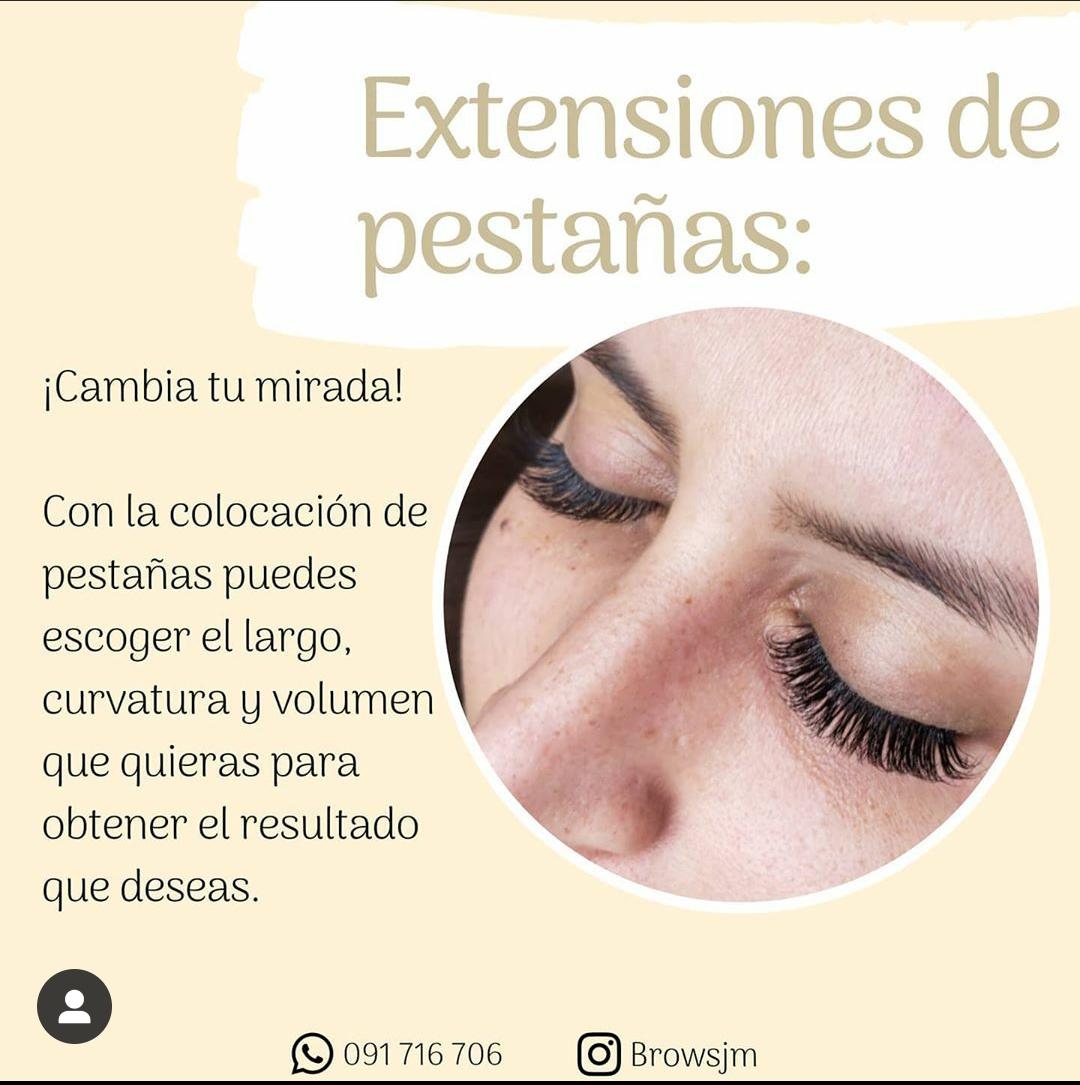 Extensiones de
pestañas:
¡Cambia tu mirada!
Con la colocación de
pestañas puedes
escoger el largo,
curvatura y volumen
que quieras para
obtener el resultado
que deseas.
091 716 706
Browsjm